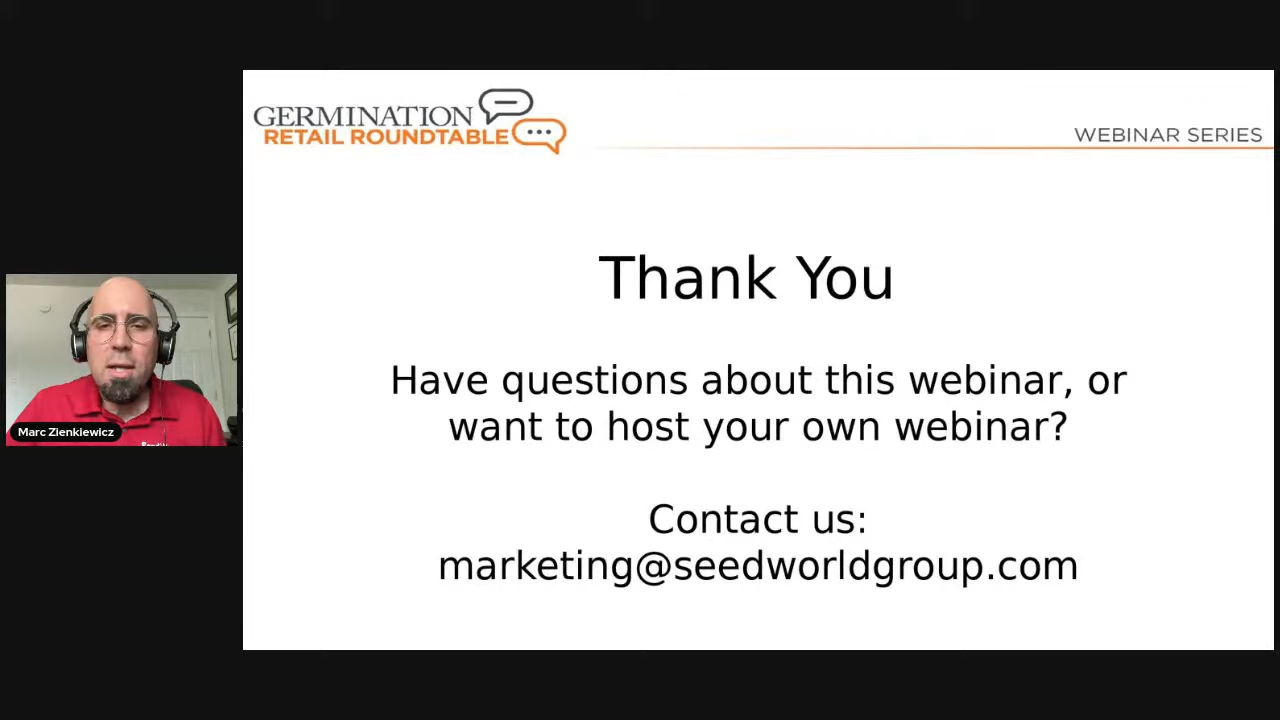 GERMINATION
RETAIL ROUNDTABLE
WEBINAR SERIES
Thank You
Have questions about this webinar, or
want to host your own webinar?
Contact us:
marketing@seedworldgroup.com
Marc Zienkiewicz